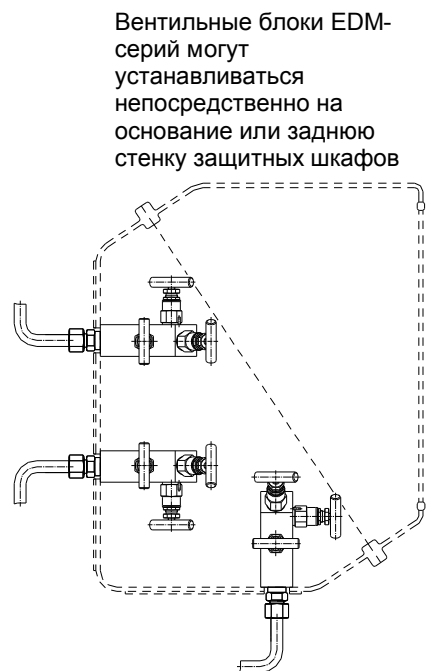 Вентильные блоки EDM-
серий могут
устанавливаться
непосредственно на
основание или заднюю
стенку защитных шкафов